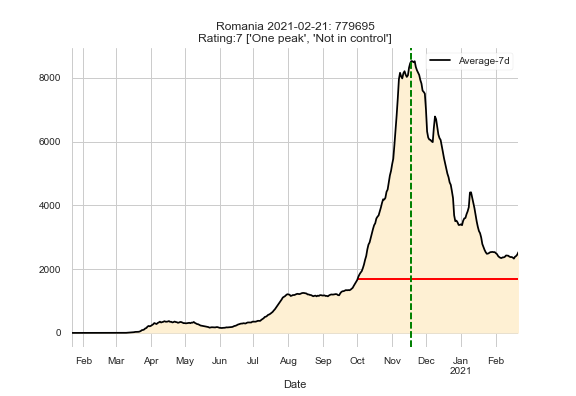 Romania 2021-02-21: 779695
Rating:7 ['One peak', 'Not in control']
Average-7d
8000
6000
4000
2000
0
Feb Mar Apr May Jun Jul Aug Sep Oct Nov Dec Jan Feb
2021
Date